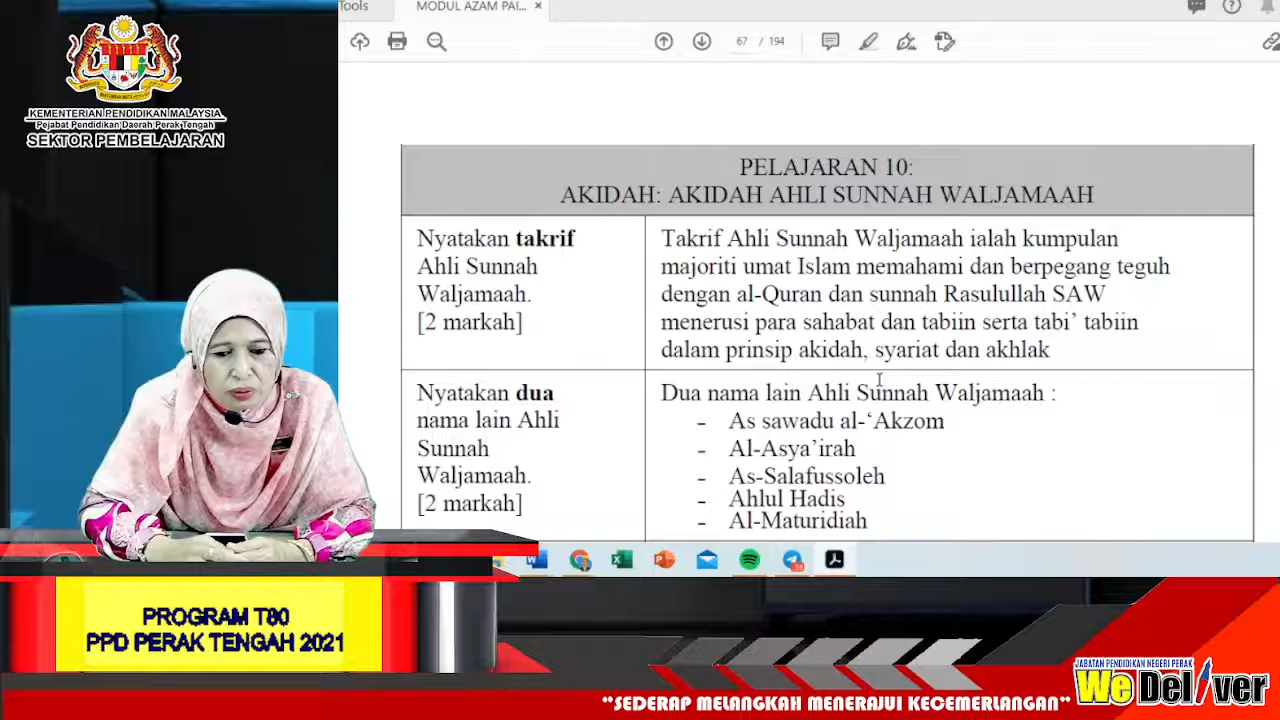 Tools
MODUL AZAM PAI... ×
67 / 194
KEMENTERIAN PENDIDIKAN MALAYSIA
Pejabat Pendidikan Daerah Perak Tengah
SEKTOR PEMBELAJARAN
PELAJARAN 10:
AKIDAH: AKIDAH AHLI SUNNAH WALJAMAAH
Nyatakan takrif
Ahli Sunnah
Waljamaah.
[2 markah]
Takrif Ahli Sunnah Waljamaah ialah kumpulan
majoriti umat Islam memahami dan berpegang teguh
dengan al-Quran dan sunnah Rasulullah SAW
menerusi para sahabat dan tabiin serta tabi’ tabiin
dalam prinsip akidah, syariat dan akhlak
Nyatakan dua
nama lain Ahli
Sunnah
Waljamaah.
[2 markah]
Dua nama lain Ahli Sunnah Waljamaah :
- As sawadu al-‘Akzom
- Al-Asya’irah
- As-Salafussoleh
- Ahlul Hadis
- Al-Maturidiah
PROGRAM T80
PPD PERAK TENGAH 2021
"SEDERAP MELANGKAH MENERAJUI KECEMERLANGAN"
JABATAN PENDIDIKAN NEGERI PERAK
We Deliver